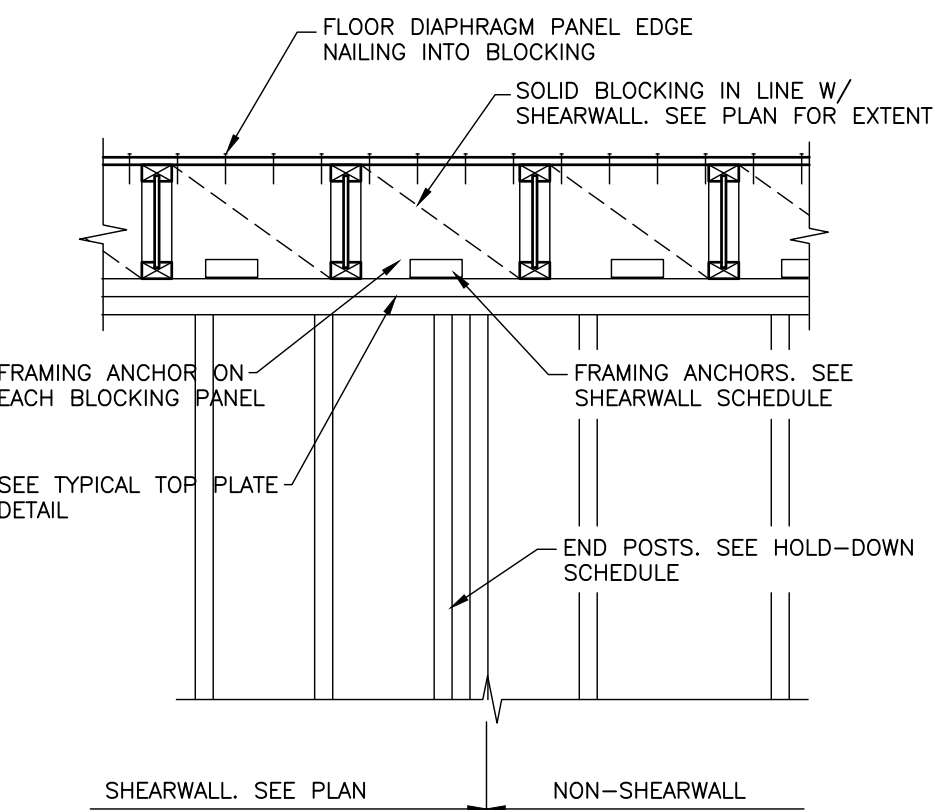 FLOOR DIAPHRAGM PANEL EDGE
NAILING INTO BLOCKING
SOLID BLOCKING IN LINE W/
SHEARWALL. SEE PLAN FOR EXTENT
FRAMING ANCHOR ON
EACH BLOCKING PANEL
FRAMING ANCHORS. SEE
SHEARWALL SCHEDULE
SEE TYPICAL TOP PLATE
DETAIL
END POSTS. SEE HOLD-DOWN
SCHEDULE
SHEARWALL. SEE PLAN
NON-SHEARWALL